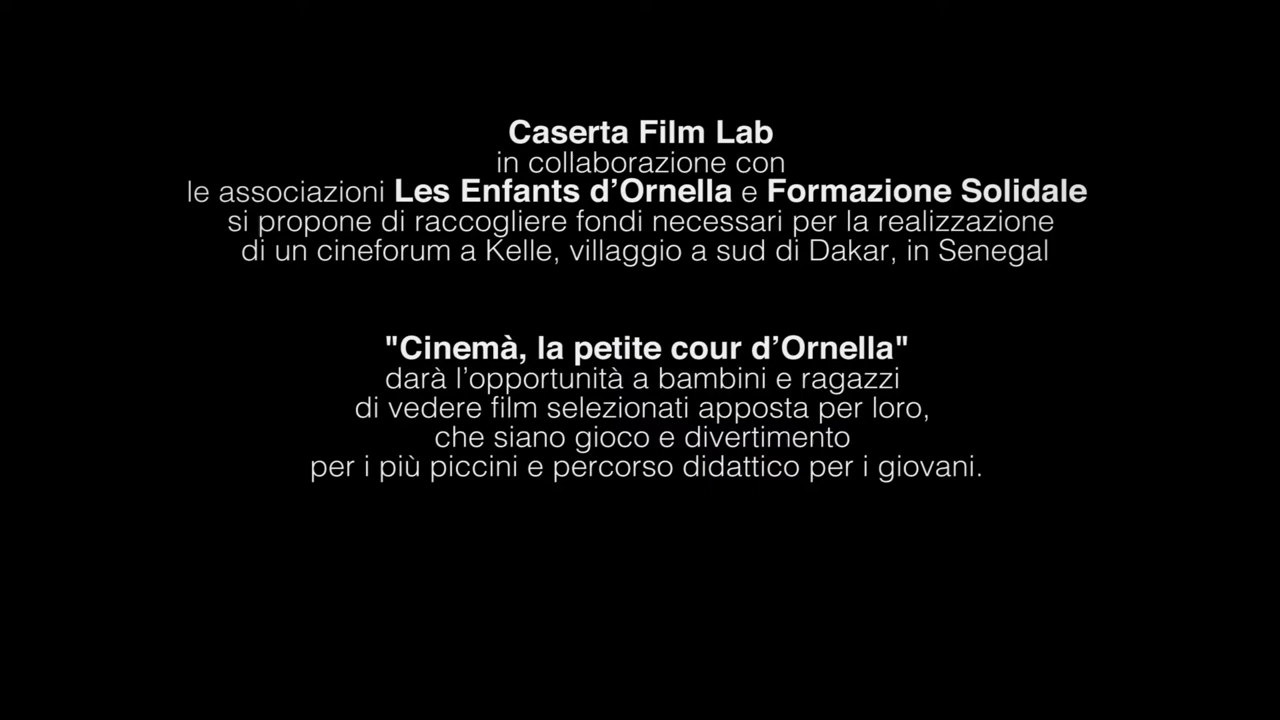 Caserta Film Lab
in collaborazione con
le associazioni Les Enfants d’Ornella e Formazione Solidale
si propone di raccogliere fondi necessari per la realizzazione
di un cineforum a Kelle, villaggio a sud di Dakar, in Senegal
"Cinemà, la petite cour d’Ornella"
darà l’opportunità a bambini e ragazzi
di vedere film selezionati apposta per loro,
che siano gioco e divertimento
per i più piccini e percorso didattico per i giovani.